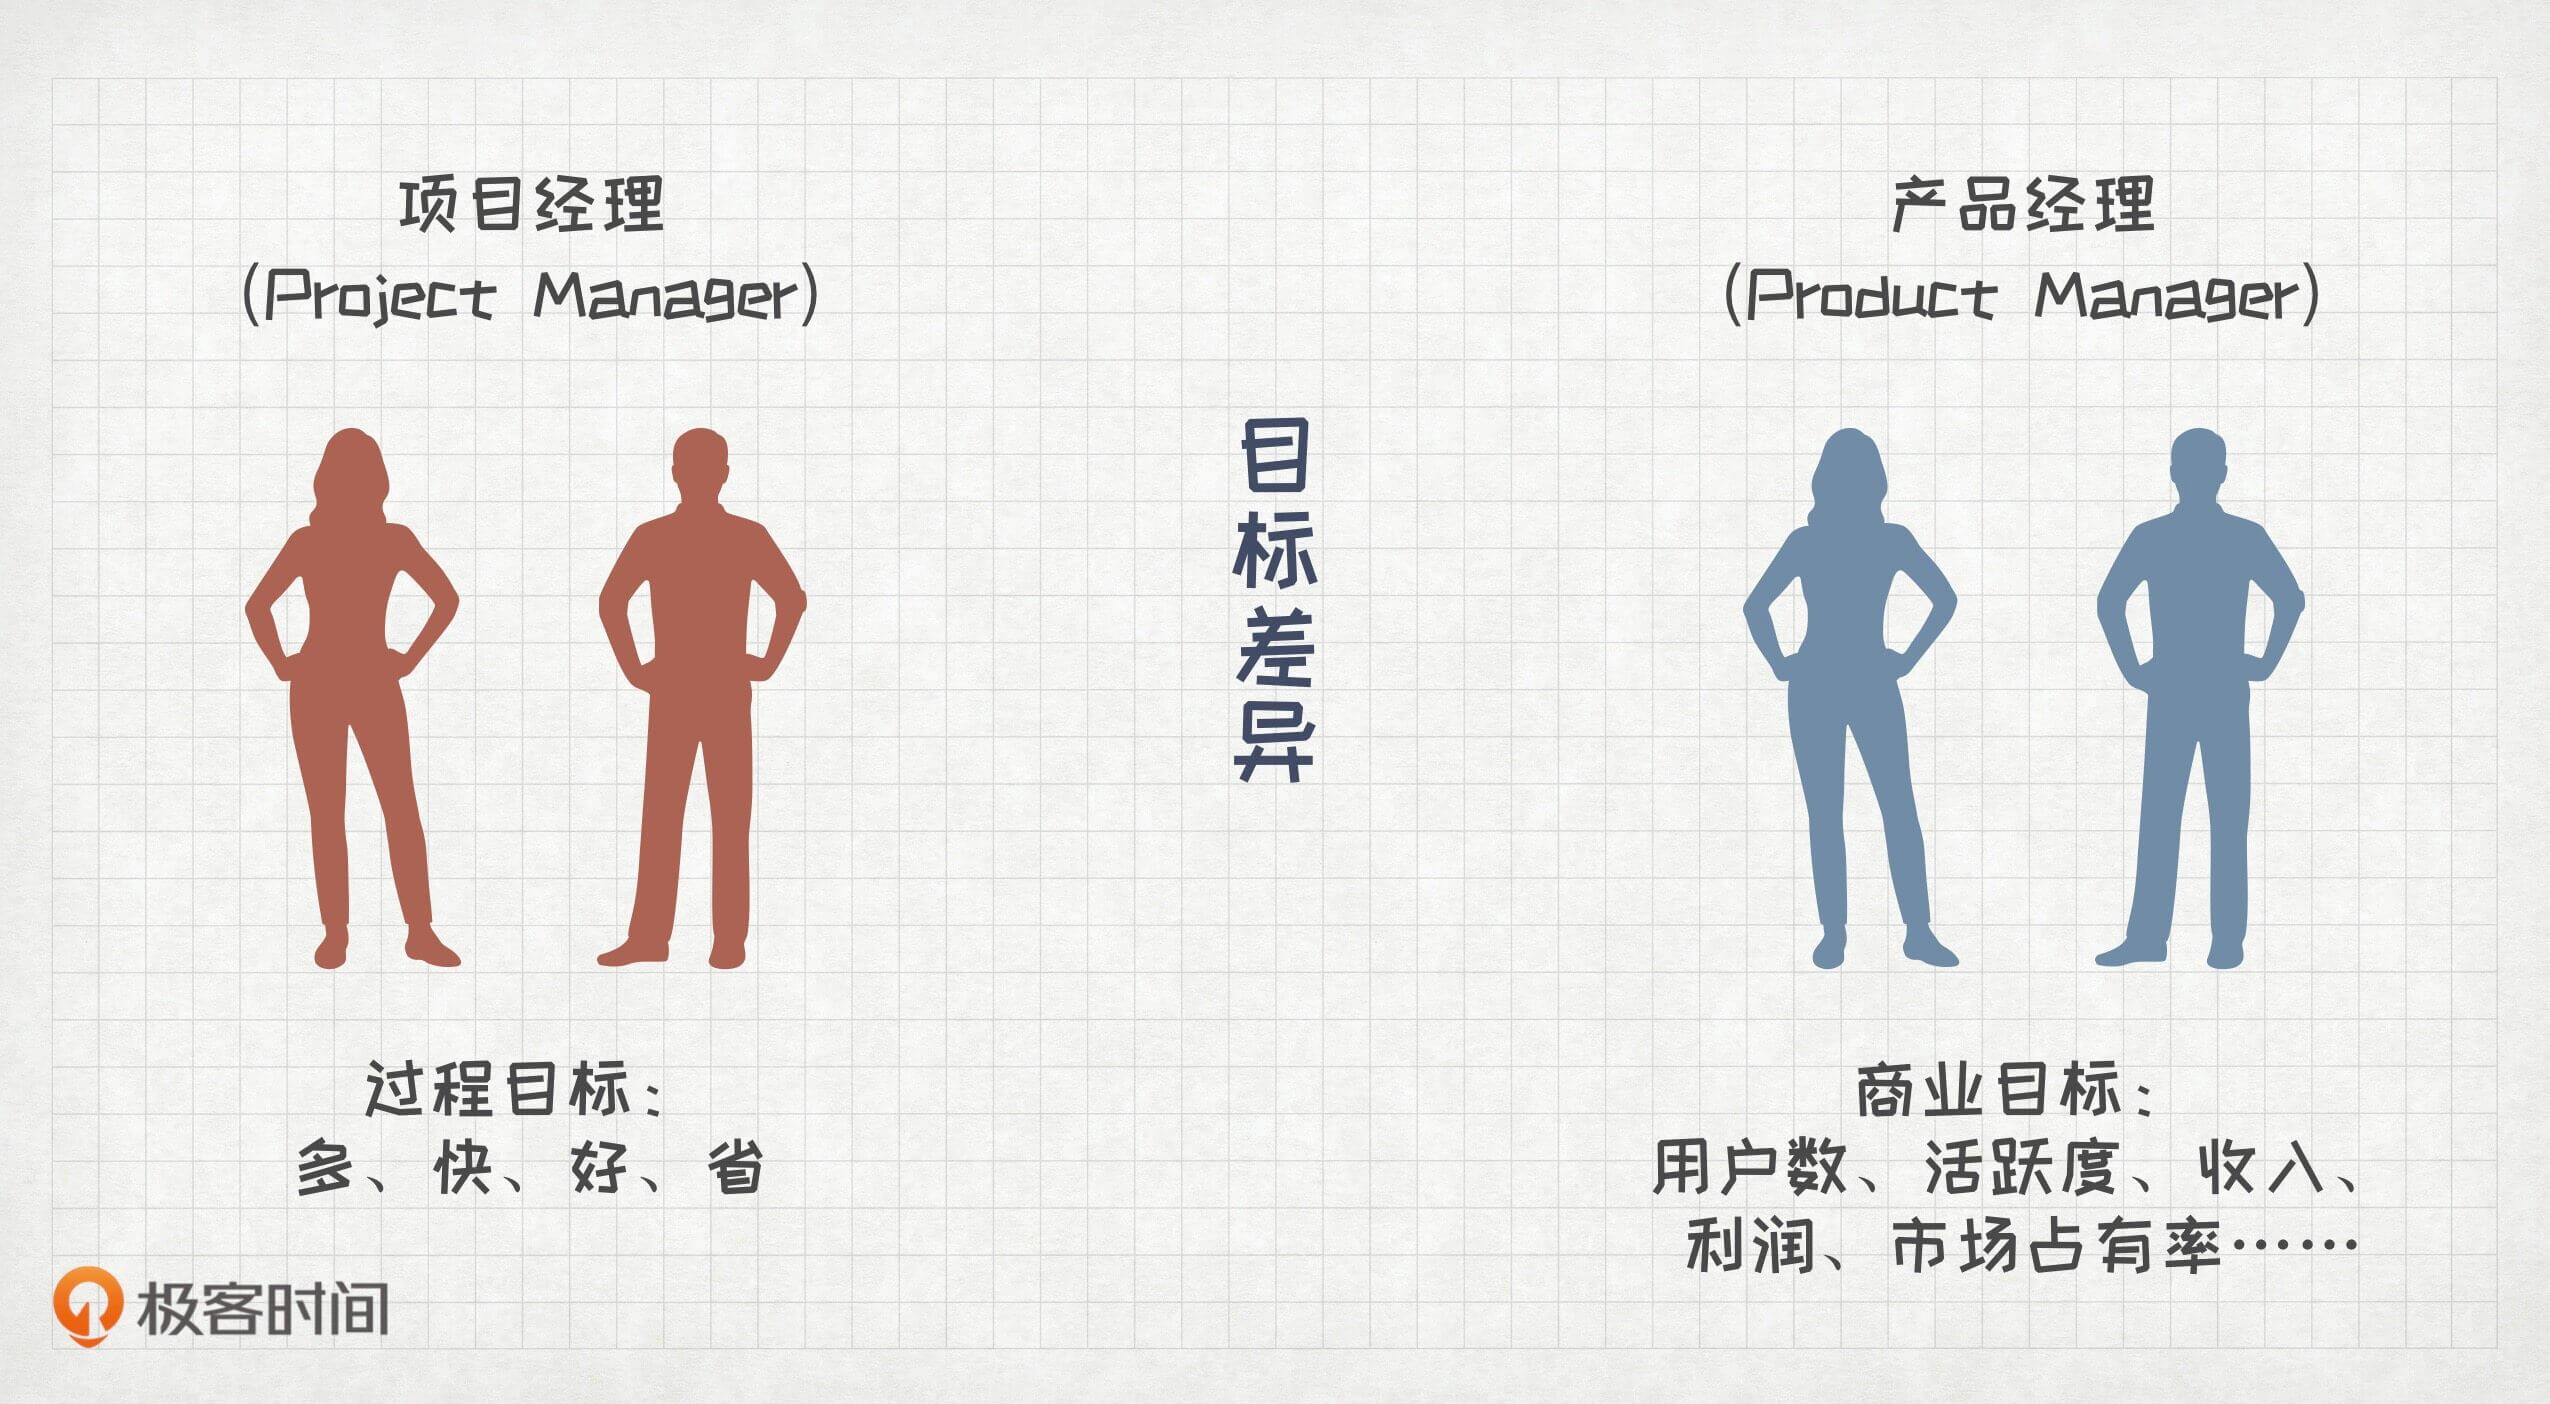 项目经理
(Project Manager)
产品经理
(Product Manager)
目标差异
过程目标：
多、快、好、省
商业目标：
用户数、活跃度、收入、
利润、市场占有率……
极客时间